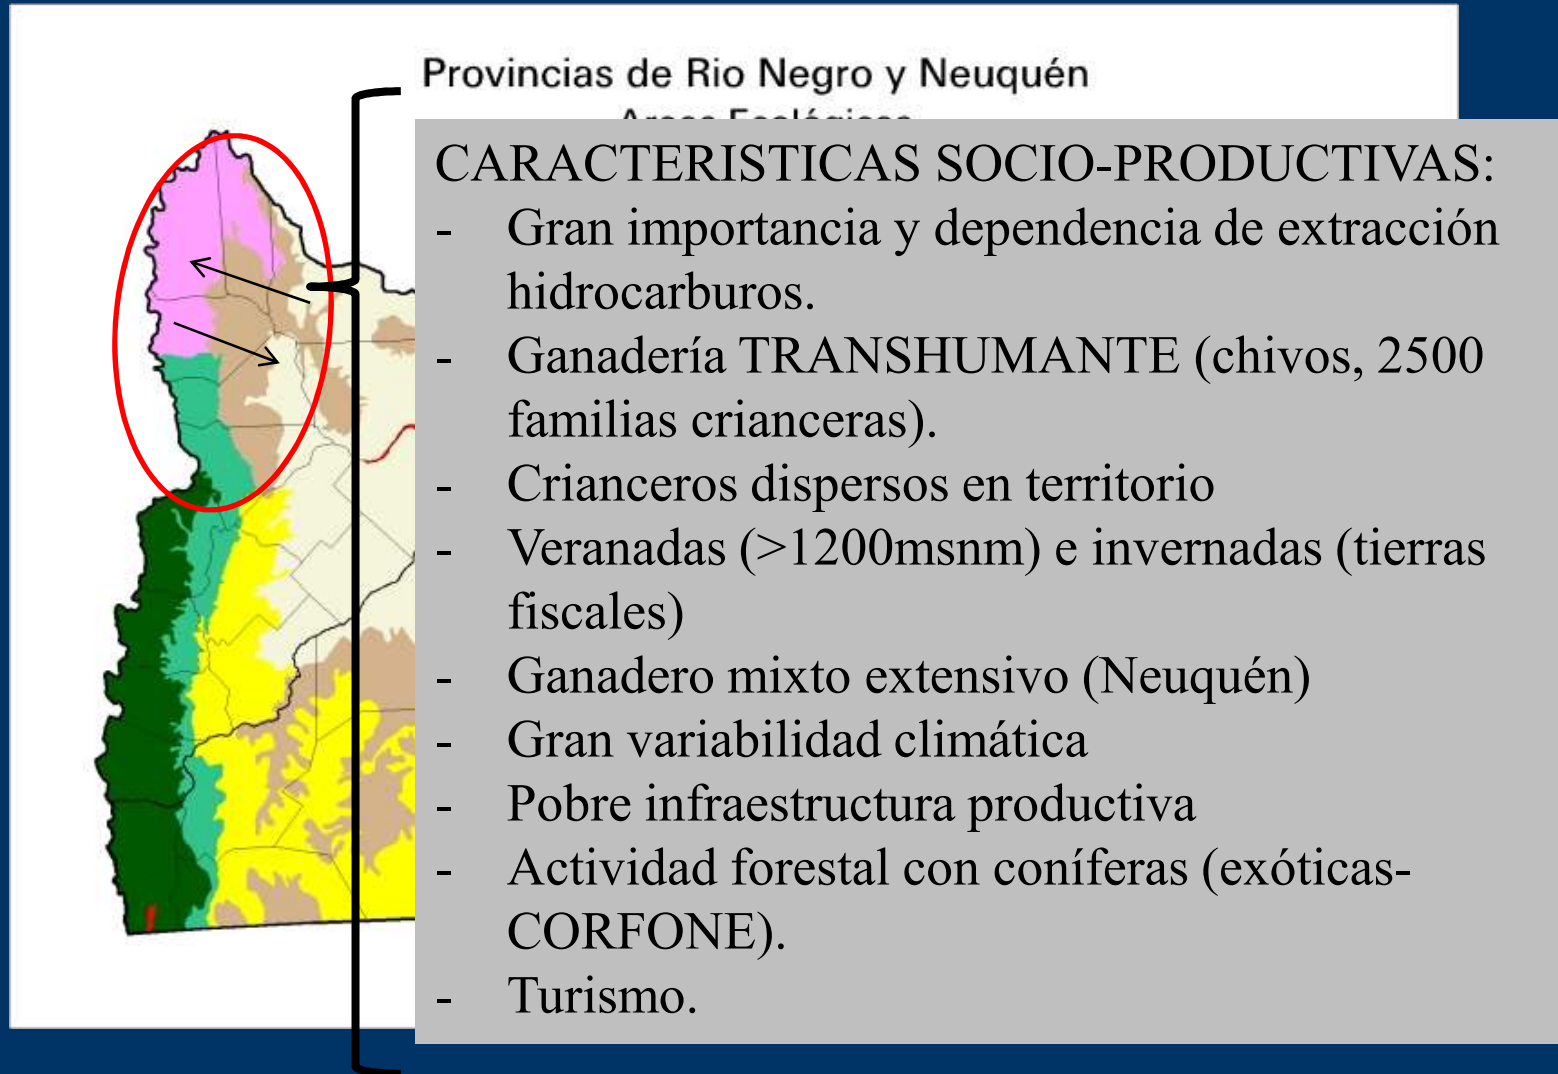 Provincias de Rio Negro y Neuquén
Areas Ecológicas
CARACTERISTICAS SOCIO-PRODUCTIVAS:
- Gran importancia y dependencia de extracción
hidrocarburos.
- Ganadería TRANSHUMANTE (chivos, 2500
familias crianceras).
- Crianceros dispersos en territorio
- Veranadas (>1200msnm) e invernadas (tierras
fiscales)
- Ganadero mixto extensivo (Neuquén)
- Gran variabilidad climática
- Pobre infraestructura productiva
- Actividad forestal con coníferas (exóticas-
CORFONE).
- Turismo.